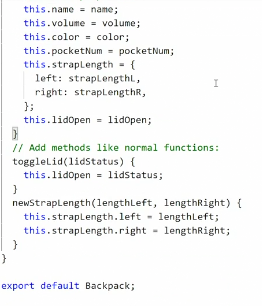 this.name = name;
this.volume = volume;
this.color = color;
this.pocketNum = pocketNum;
this.strapLength = {
left: strapLengthL,
right: strapLengthR,
};
this.lidOpen = lidOpen;
}
// Add methods like normal functions:
toggleLid(lidStatus) {
this.lidOpen = lidStatus;
}
newStrapLength(lengthLeft, lengthRight) {
this.strapLength.left = lengthLeft;
this.strapLength.right = lengthRight;
}
}
export default Backpack;